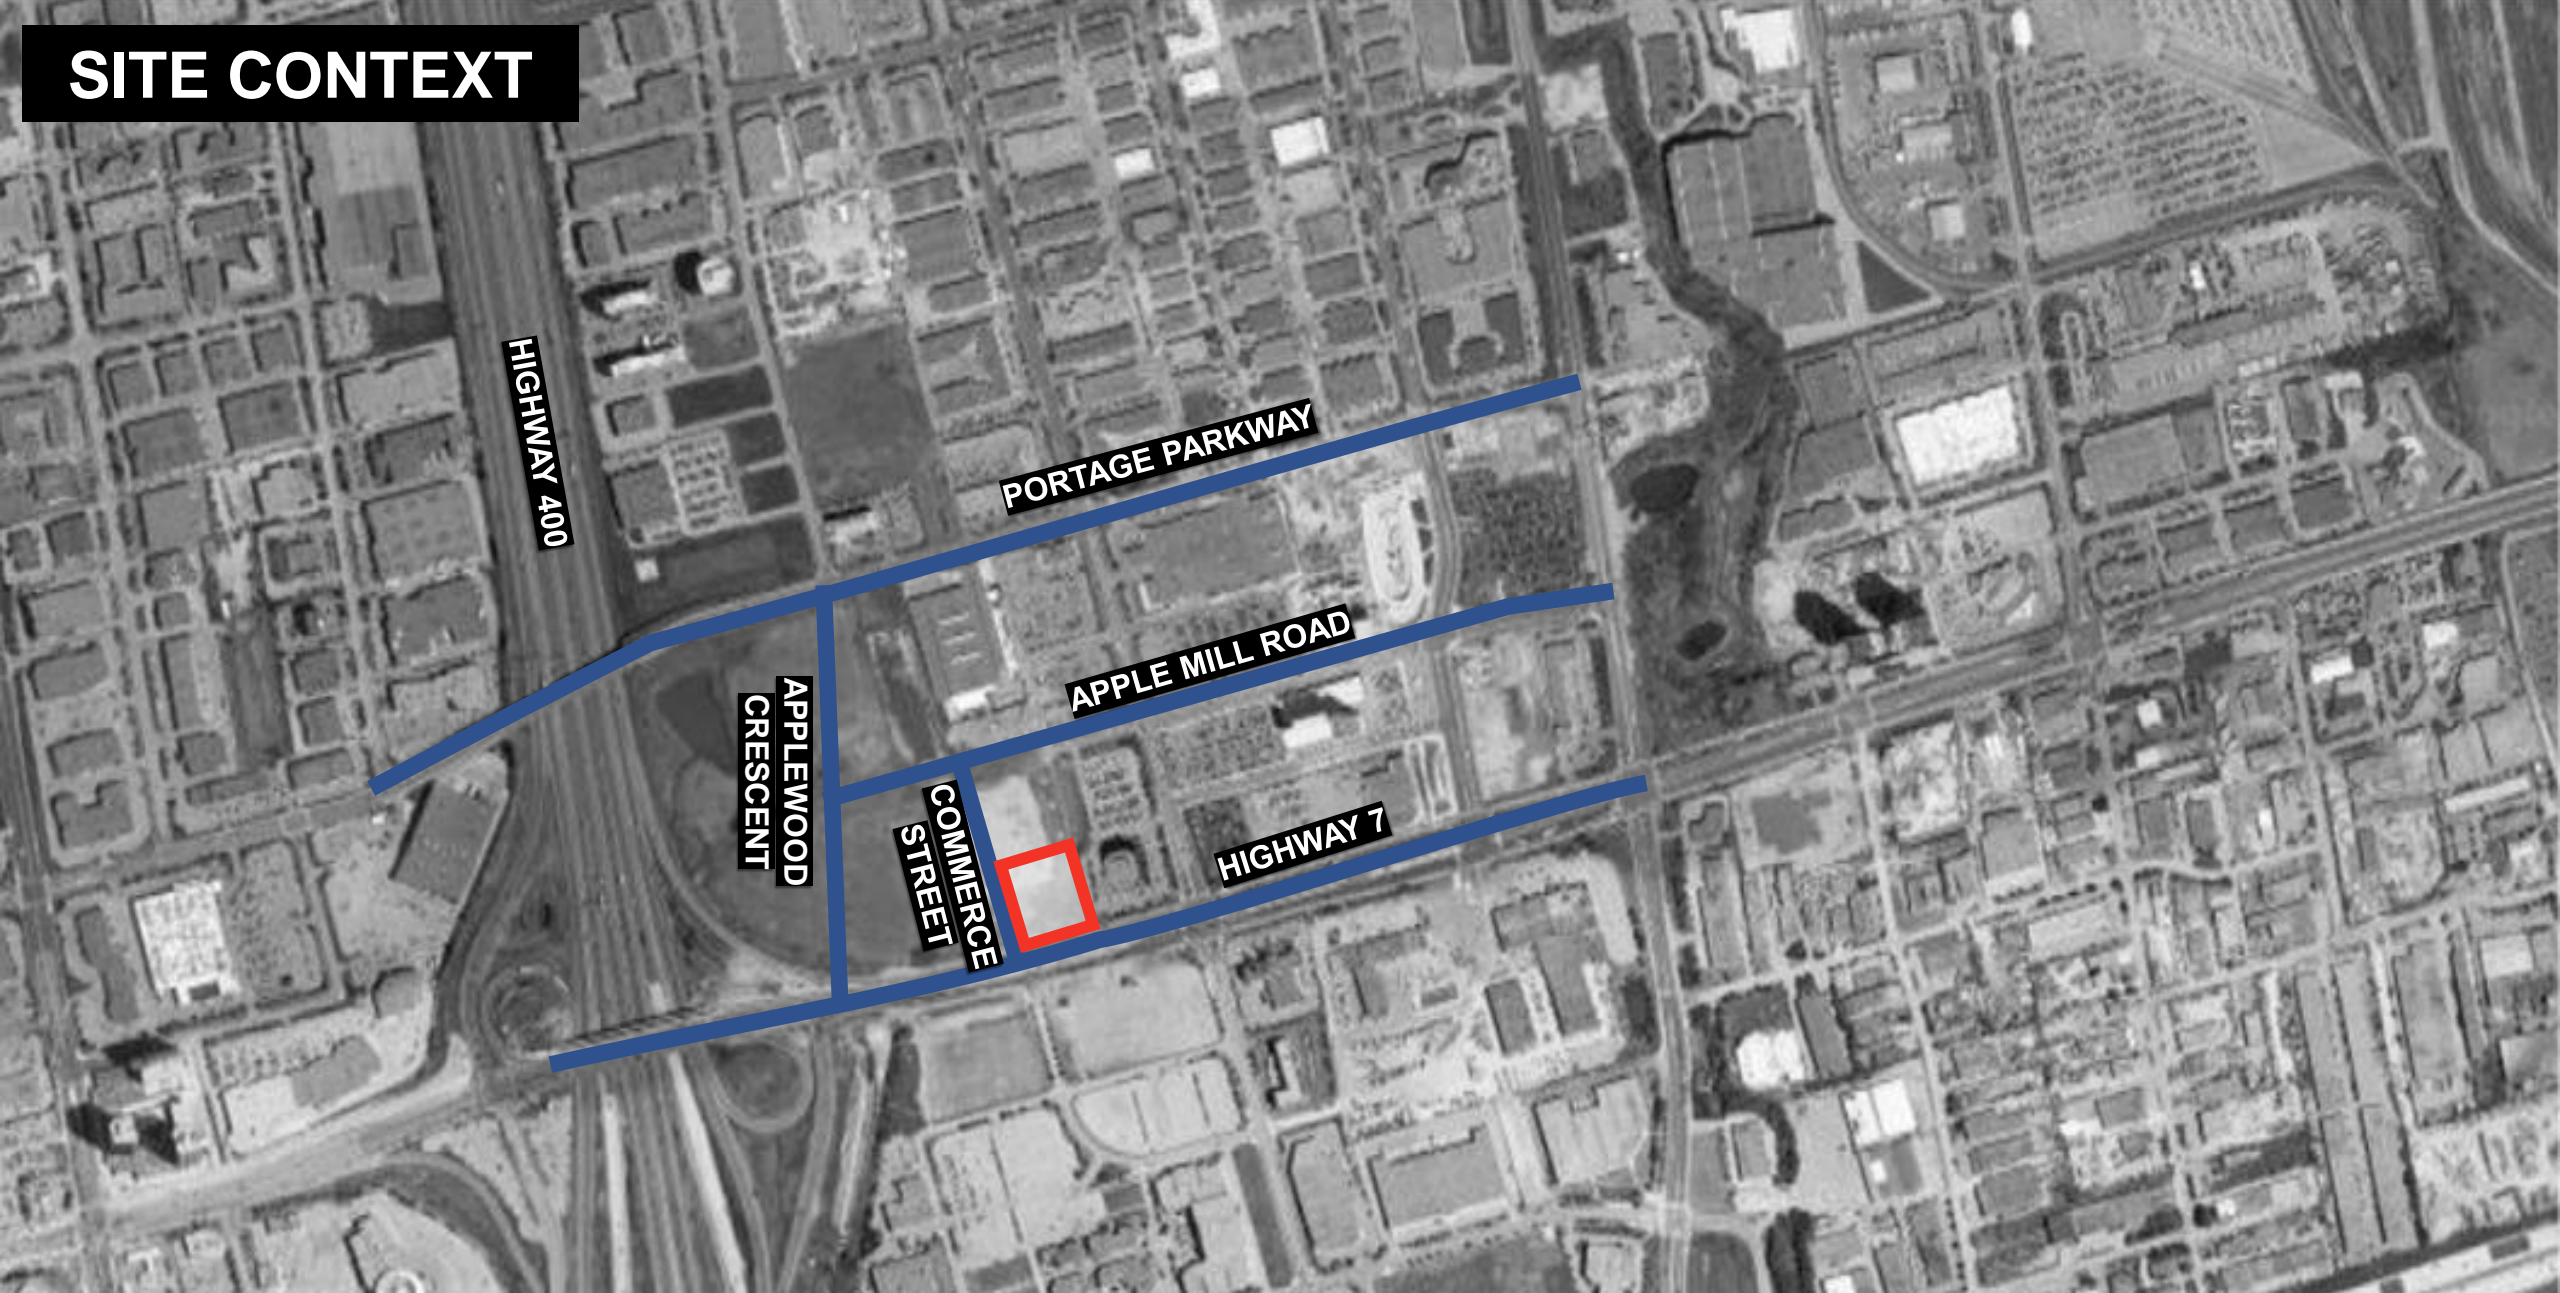 SITE CONTEXT
HIGHWAY 400
PORTAGE PARKWAY
APPLE MILL ROAD
APPLEWOOD
CRESCENT
COMMERCE
STREET
HIGHWAY 7